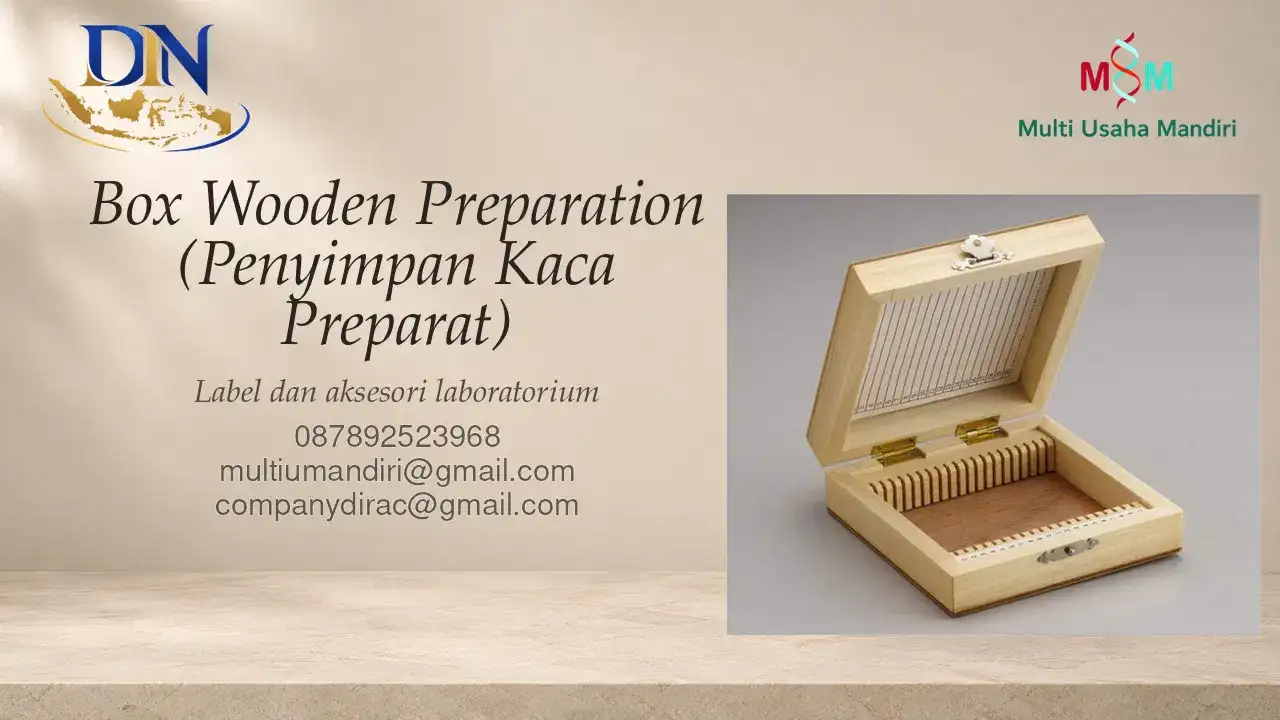 DN
M M
Multi Usaha Mandiri
Box Wooden Preparation
(Penyimpan Kaca
Preparat)
Label dan aksesori laboratorium
087892523968
multiumandiri@gmail.com
companydirac@gmail.com